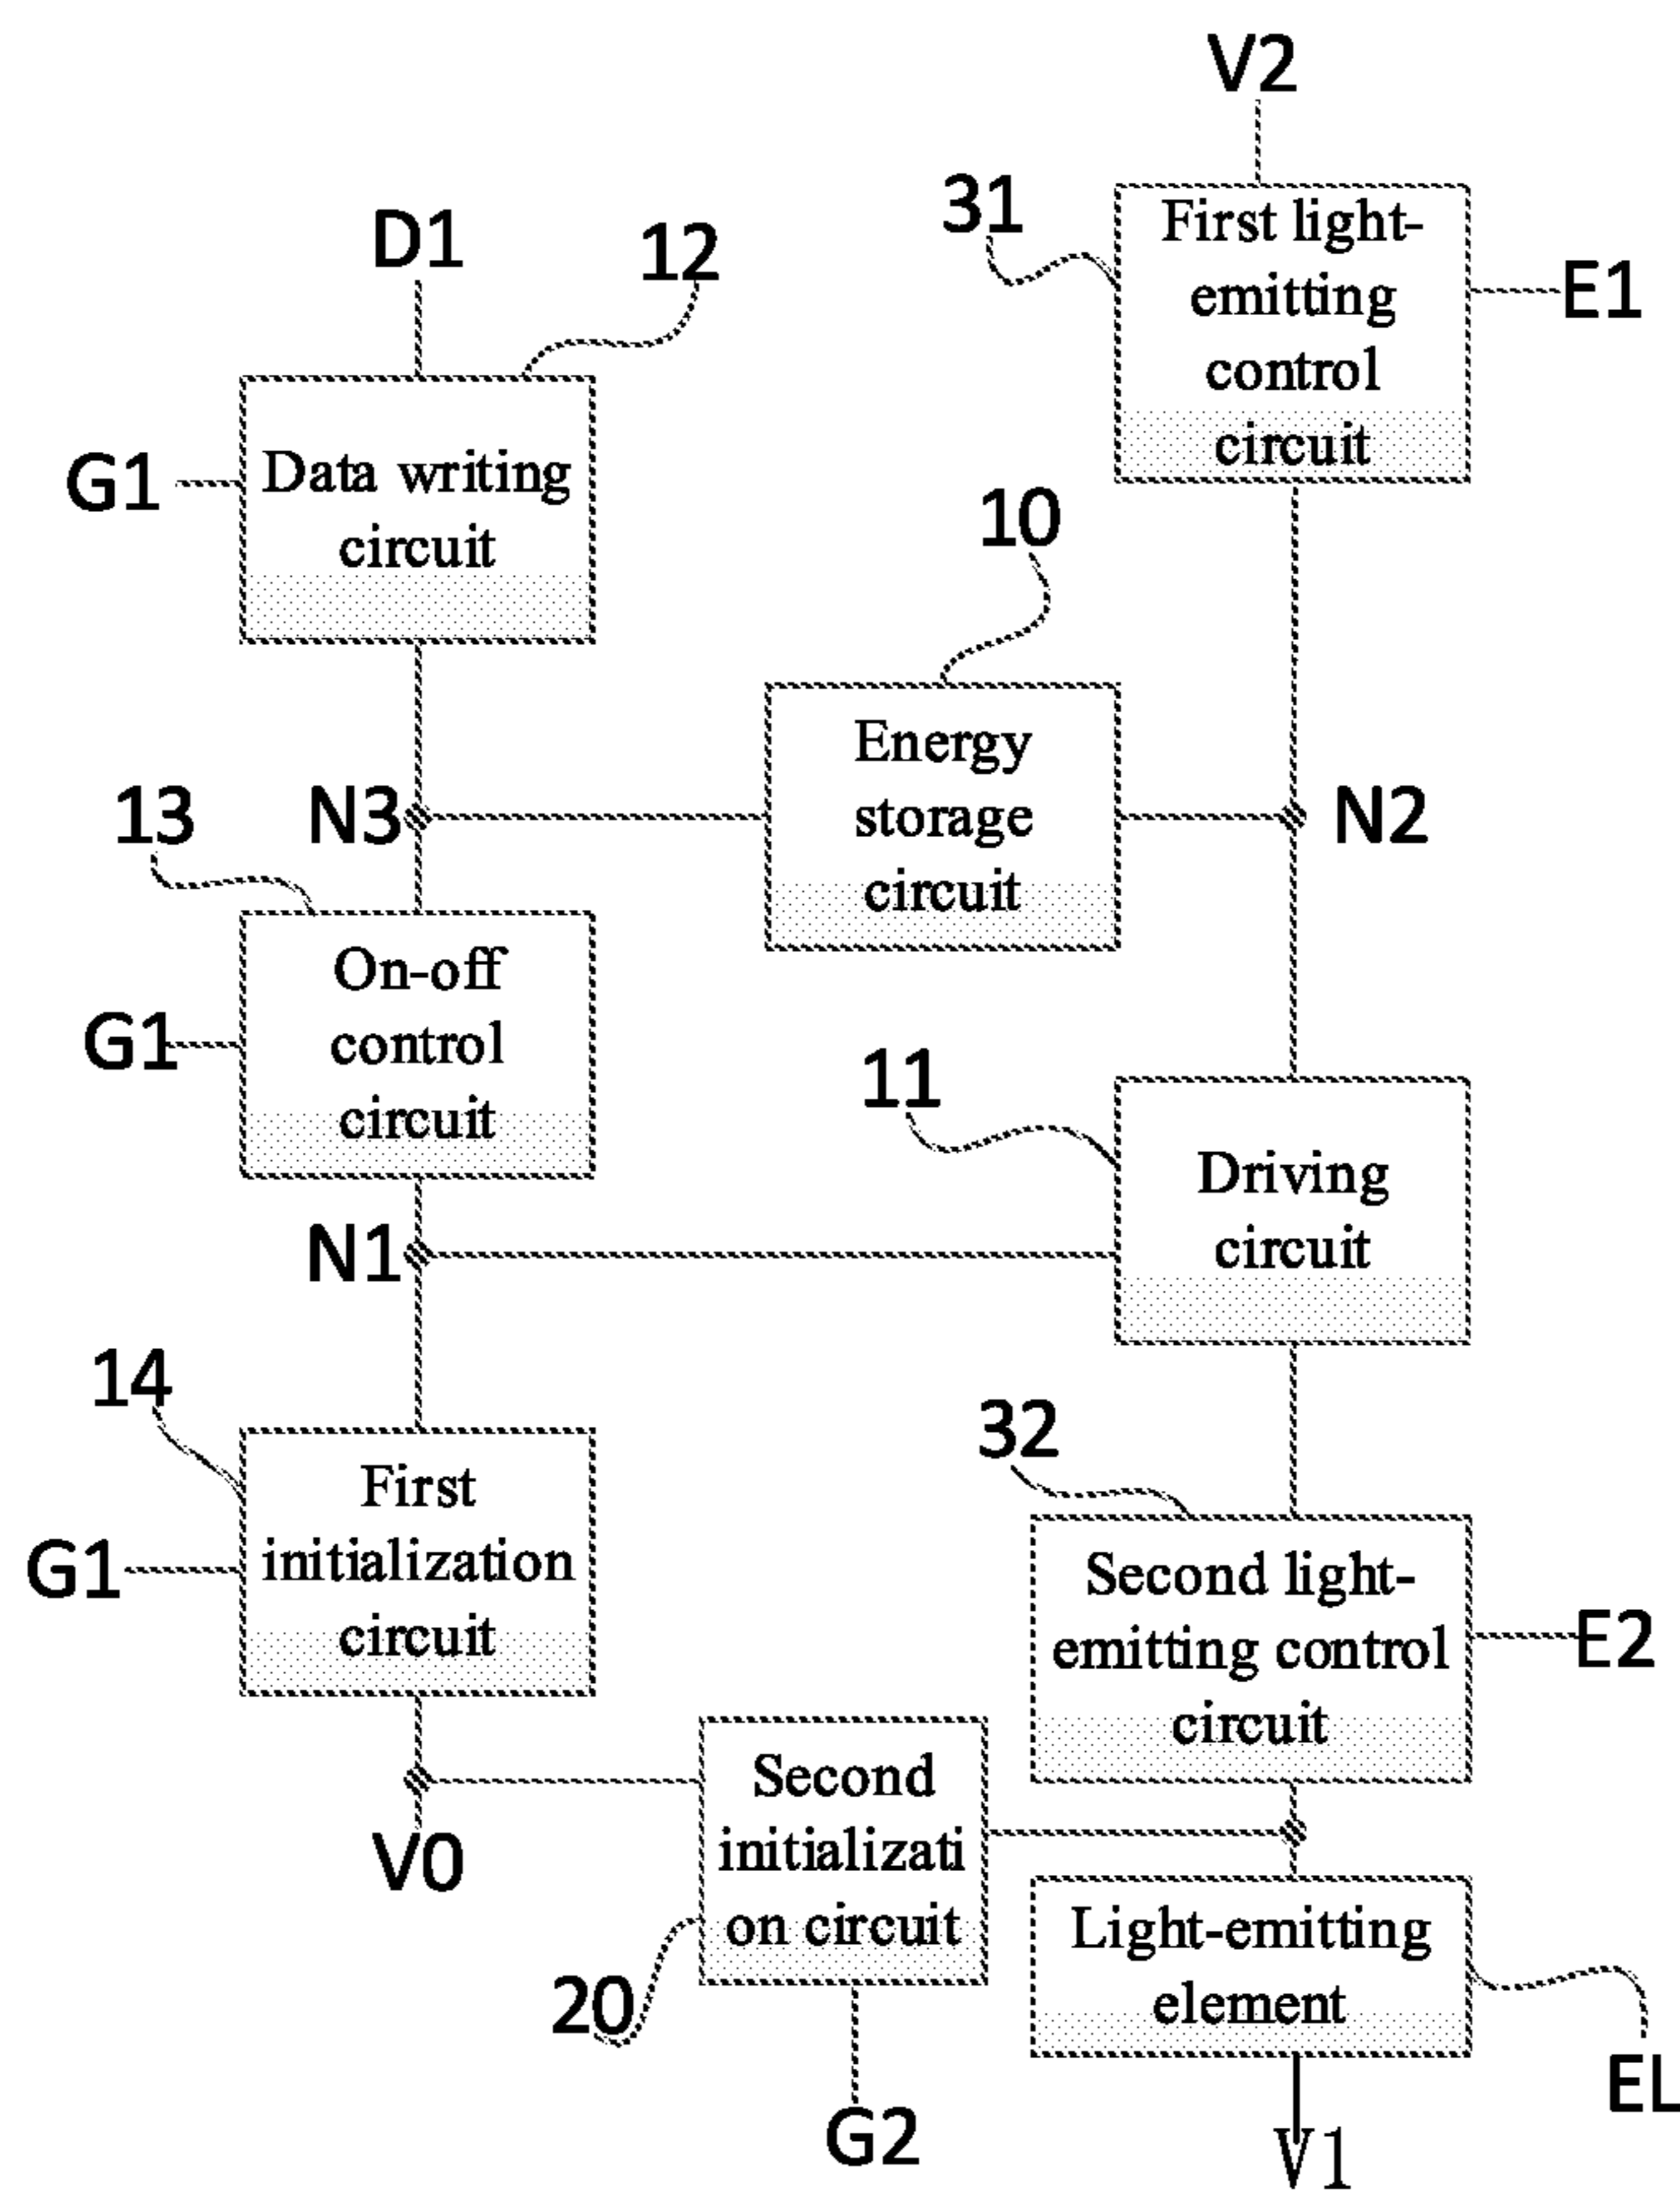 V2
31
First light-
emitting
control
circuit
E1
D1
12
G1
Data writing
circuit
10
Energy
storage
circuit
13
N3
N2
On-off
control
circuit
G1
11
Driving
circuit
N1
14
First
initialization
circuit
G1
32
Second light-
emitting control
circuit
E2
V0
Second
initializati
on circuit
20
G2
Light-emitting
element
EL
V1